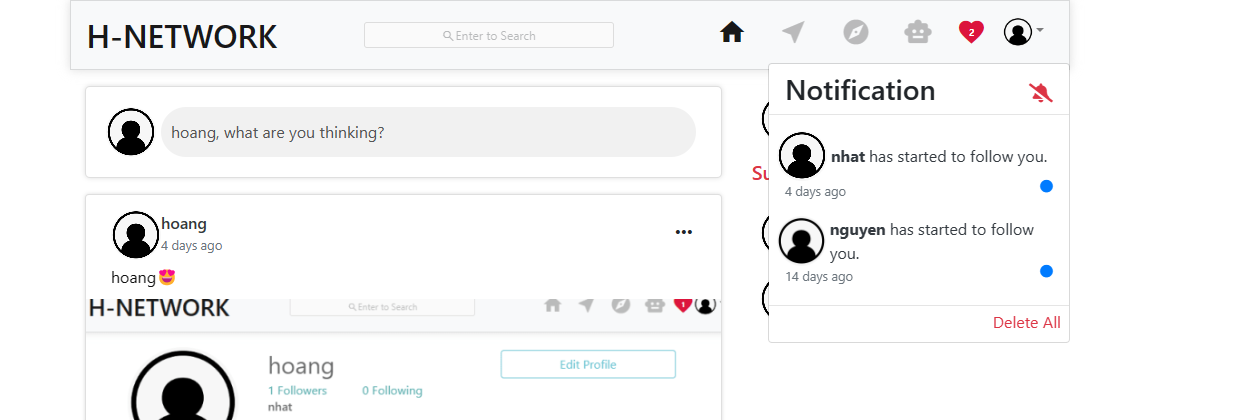 H-NETWORK
Enter to Search
2
hoang, what are you thinking?
hoang
4 days ago
hoang😍
H-NETWORK
Enter to Search
1
hoang
Edit Profile
1 Followers 0 Following
nhat
Su
Notification
nhat has started to follow you.
4 days ago
nguyen has started to follow
you.
14 days ago
Delete All